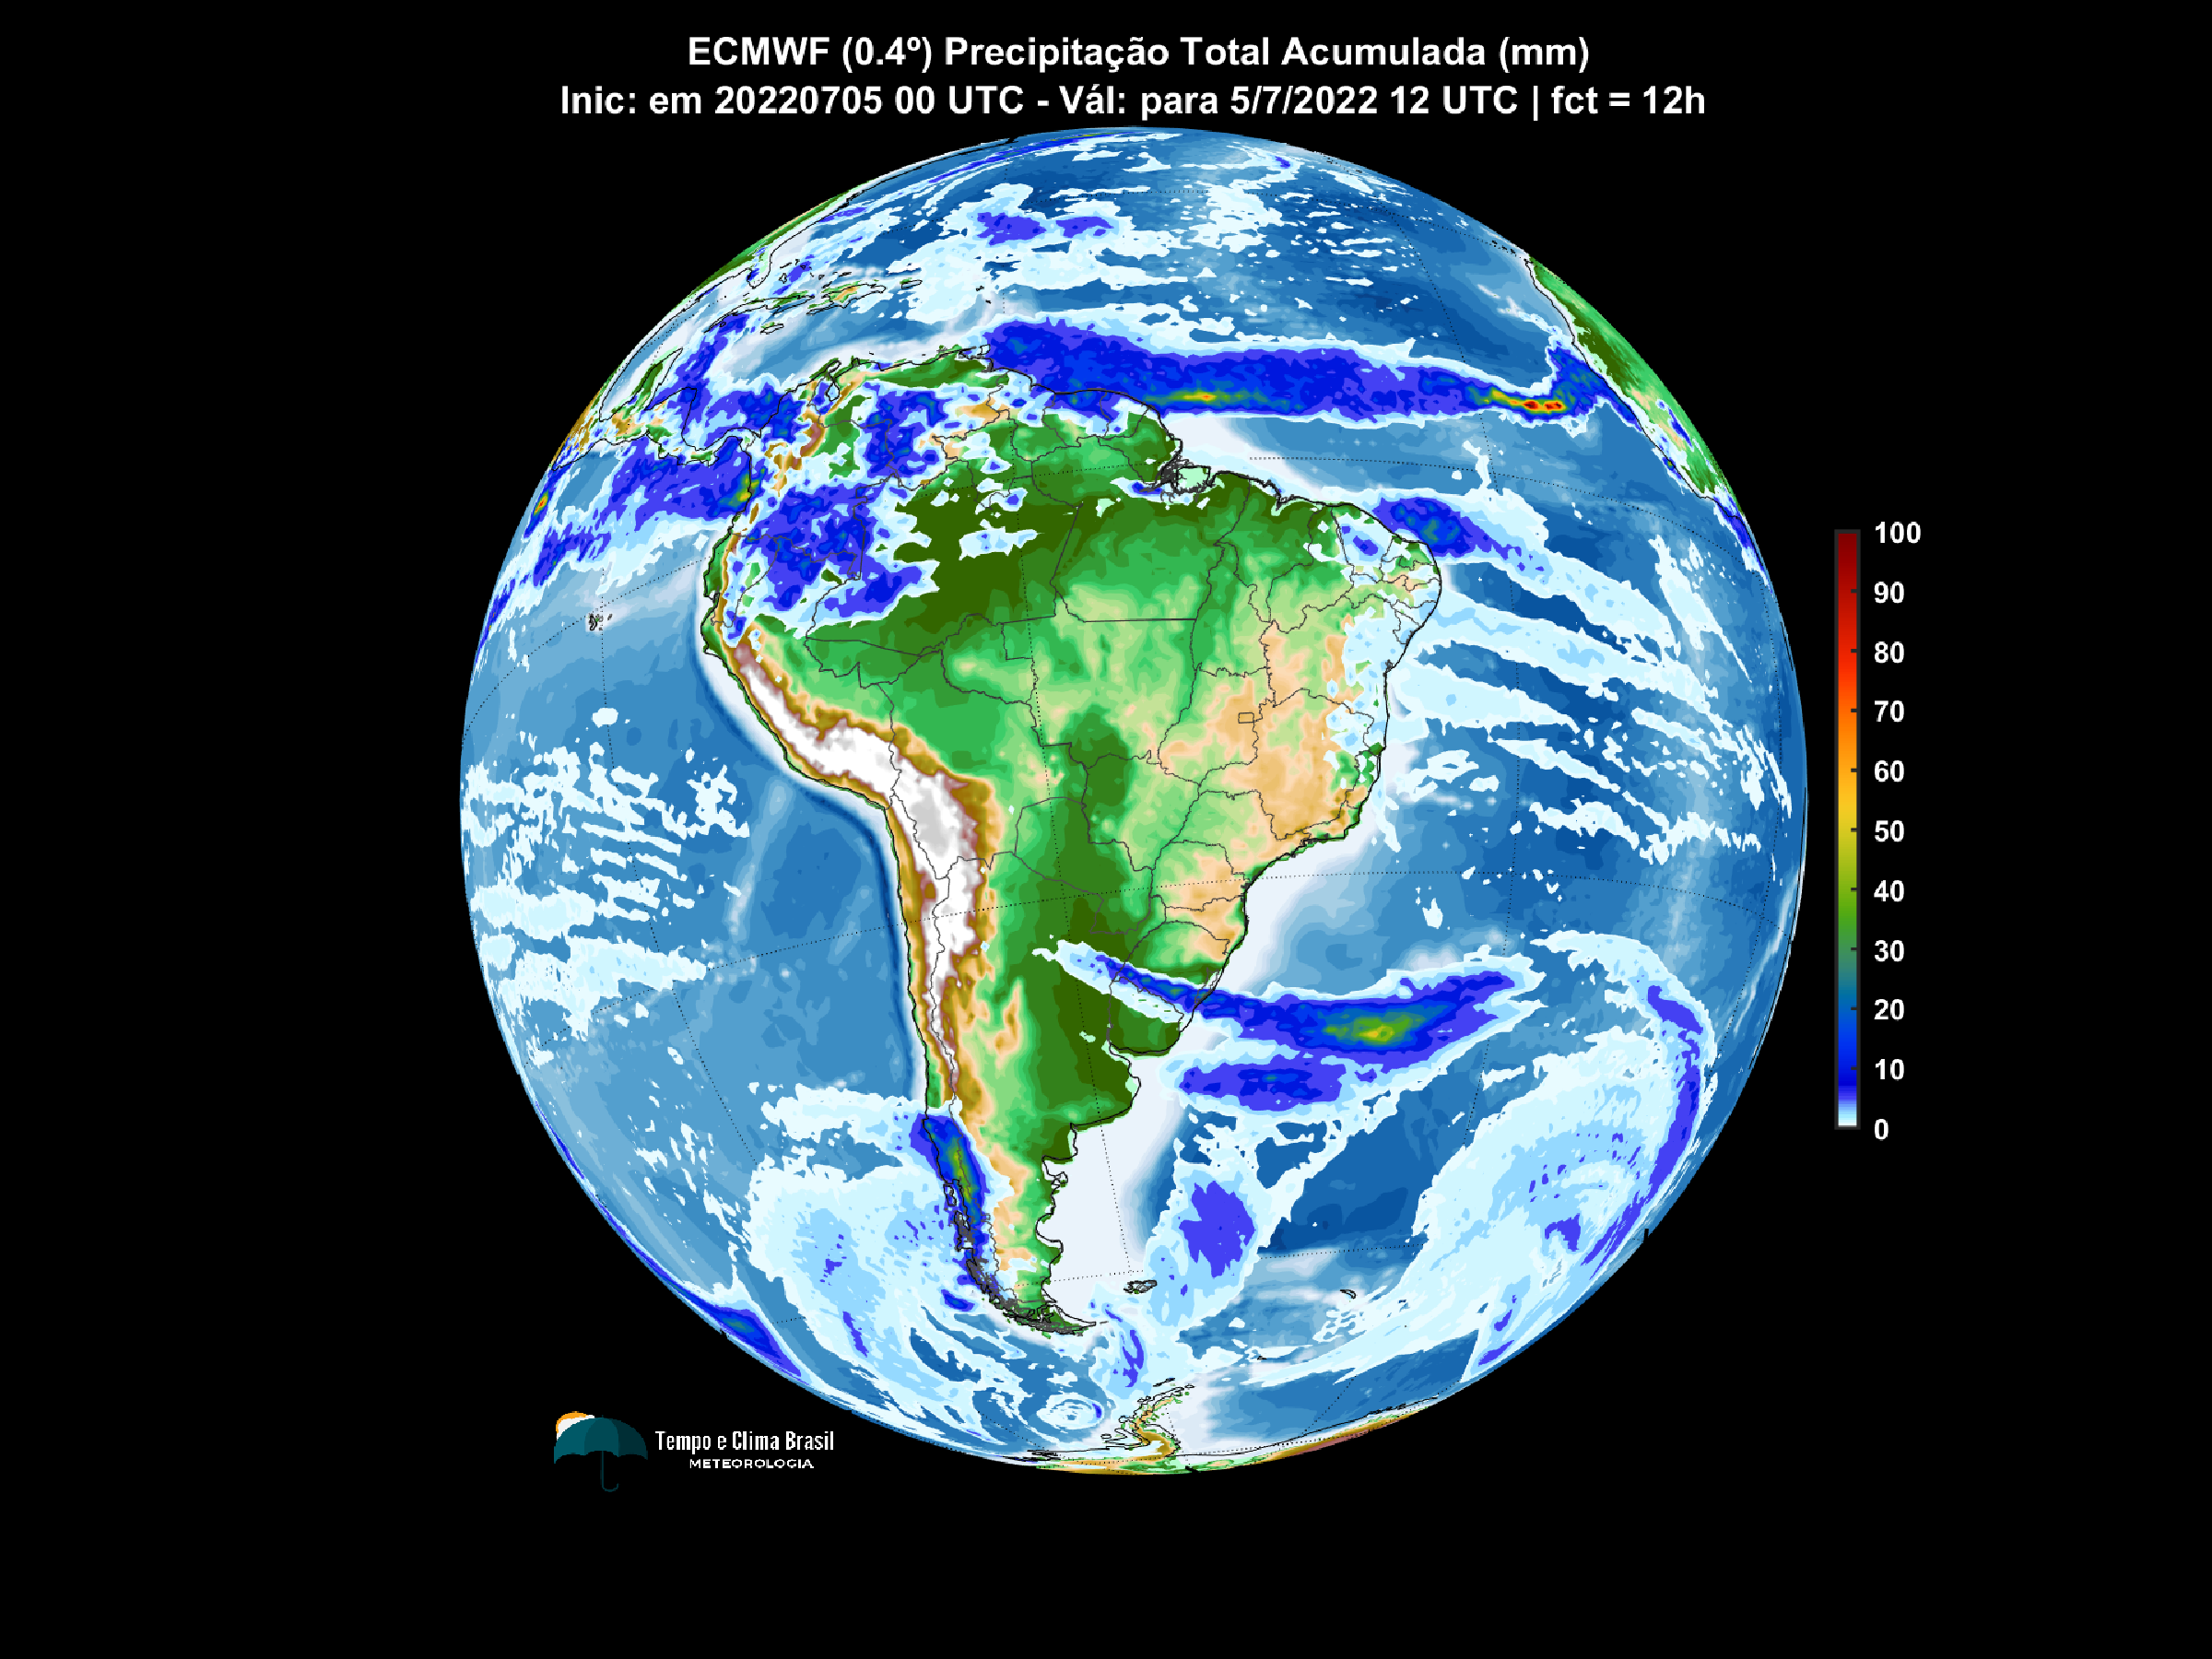 ECMWF (0.4º) Precipitação Total Acumulada (mm)
Inic: em 20220705 00 UTC - Vál: para 5/7/2022 12 UTC | fct = 12h
100
90
80
70
60
50
40
30
20
10
0
Tempo e Clima Brasil
METEOROLOGIA